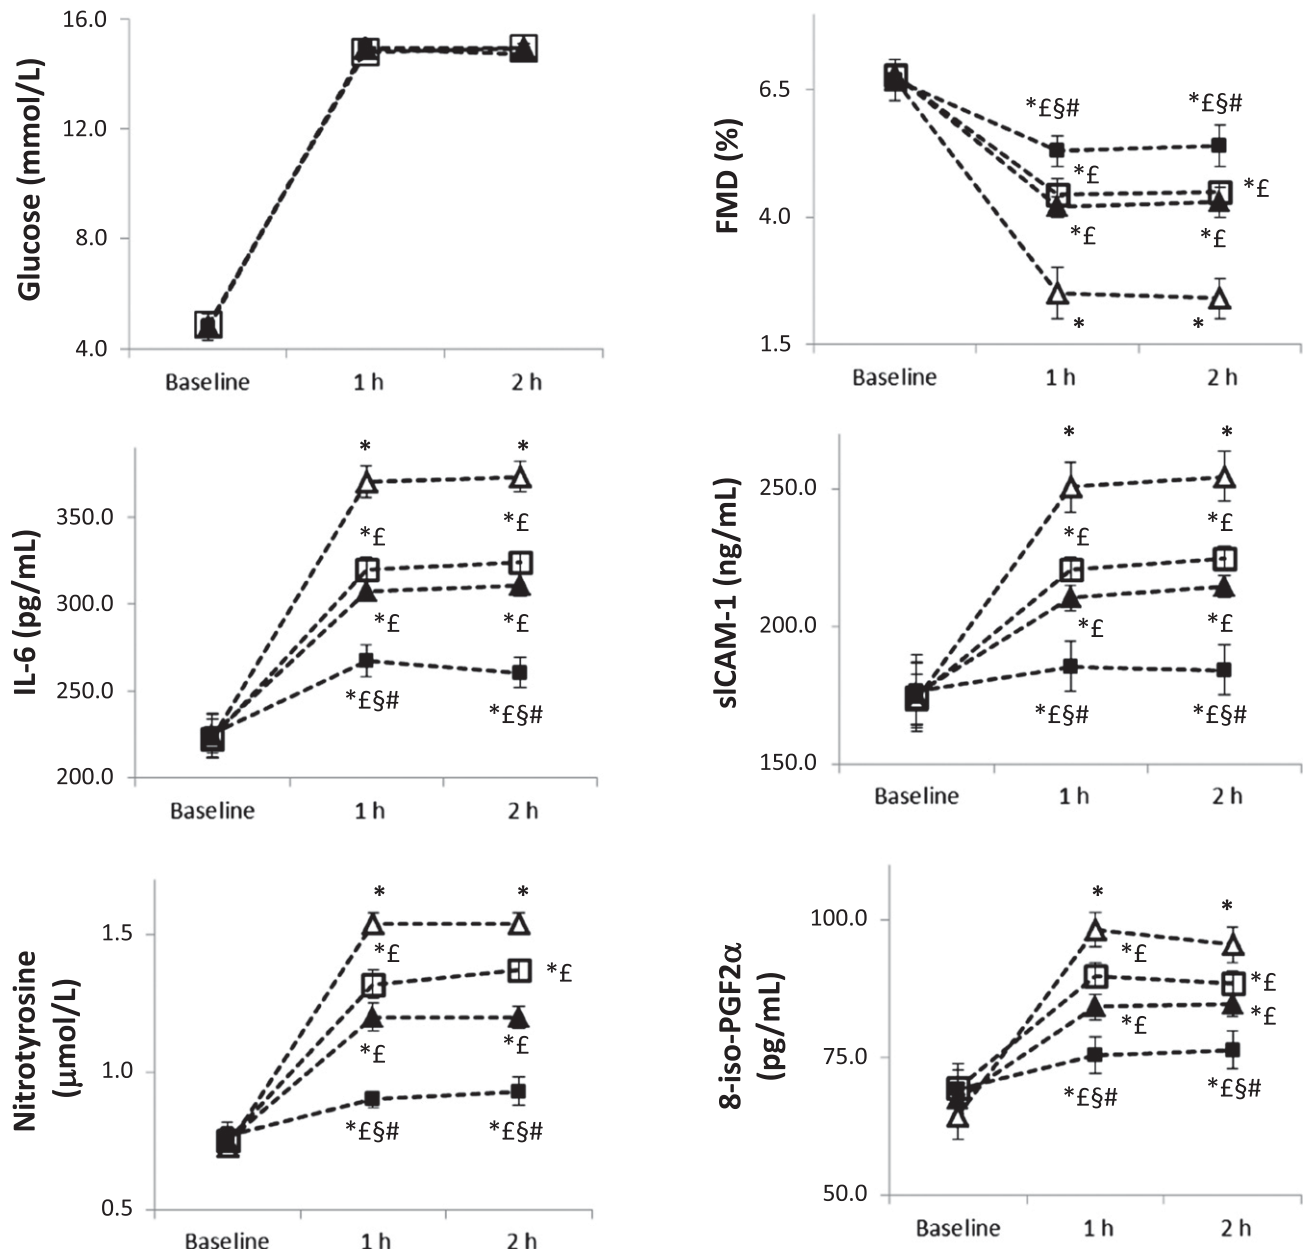 Glucose (mmol/L)
16.0
12.0
8.0
4.0
Baseline 1 h 2 h
FMD (%)
6.5
4.0
1.5
*£§# *£§#
*£ *£
*£ *£
* *
Baseline 1 h 2 h
IL-6 (pg/mL)
350.0
300.0
250.0
200.0
* *
*£ *£
*£ *£
*£§# *£§#
Baseline 1 h 2 h
sICAM-1 (ng/mL)
250.0
200.0
150.0
* *
*£ *£
*£ *£
*£§# *£§#
Baseline 1 h 2 h
Nitrotyrosine
(µmol/L)
1.5
1.0
0.5
* *
*£ *£
*£ *£
*£§# *£§#
Baseline 1 h 2 h
8-iso-PGF2α
(pg/mL)
100.0
75.0
50.0
* *
*£ *£
*£ *£
*£§# *£§#
Baseline 1 h 2 h